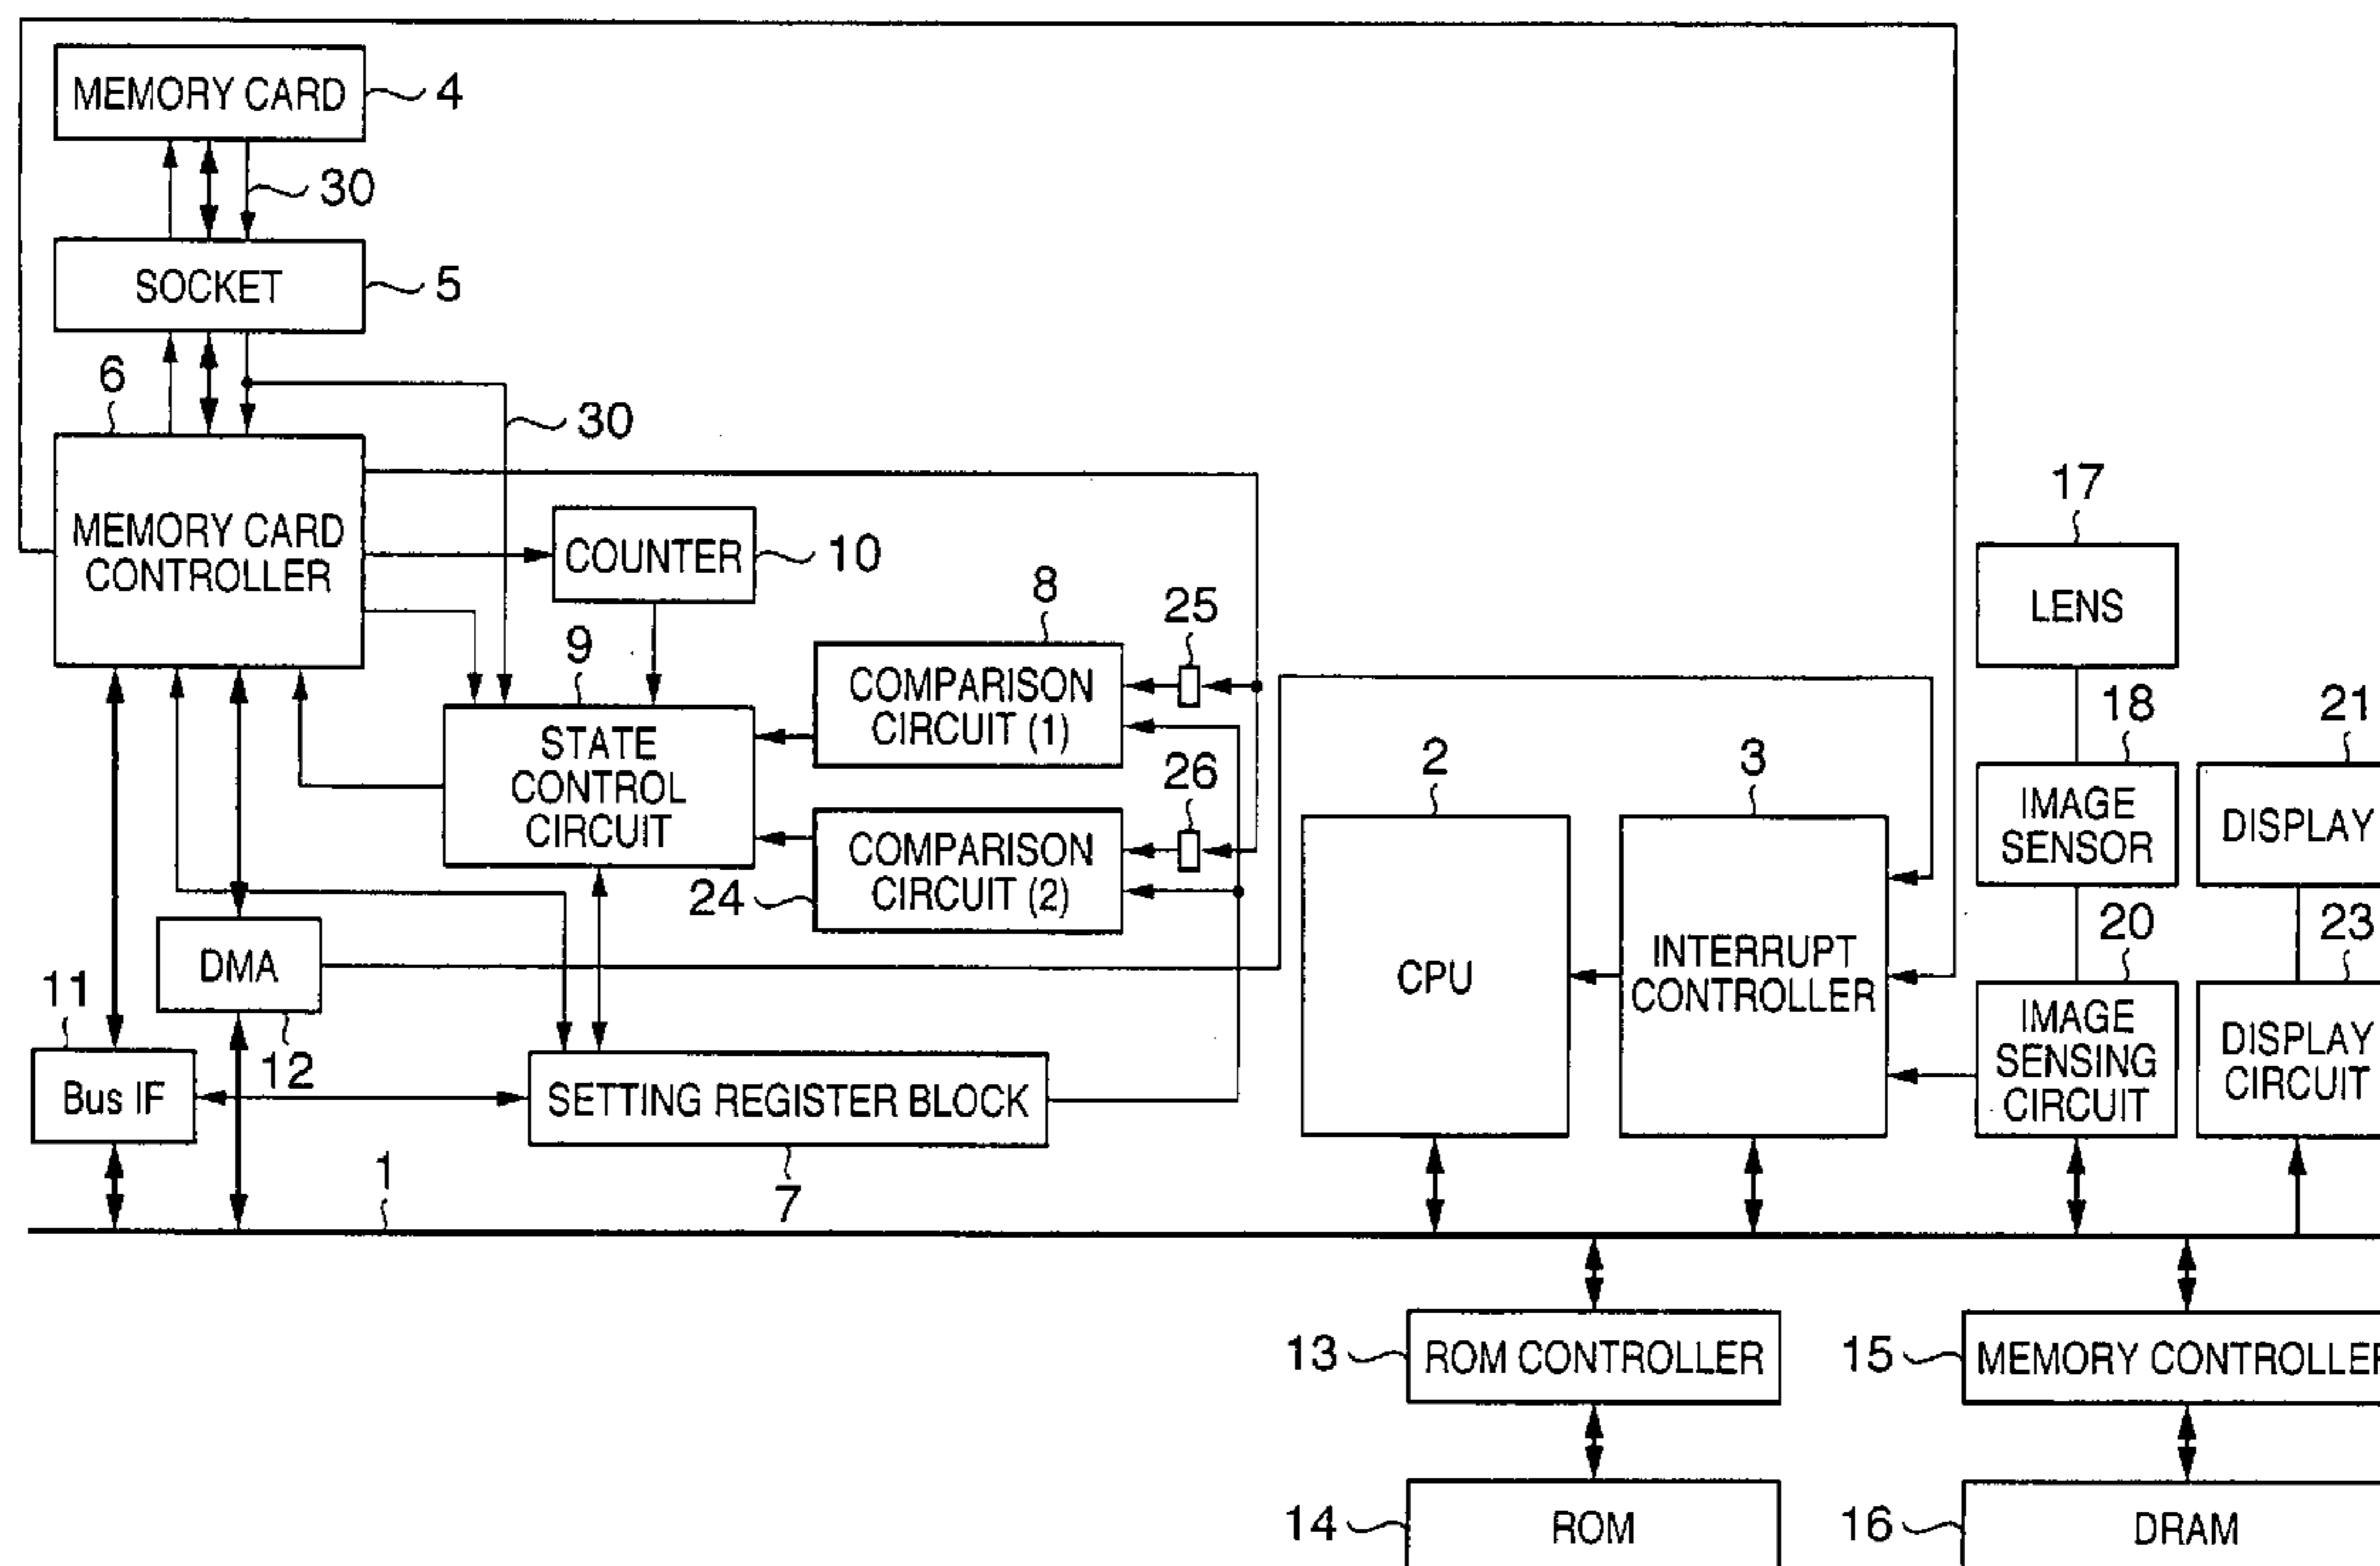 MEMORY CARD
4
30
SOCKET
5
6
30
MEMORY CARD
CONTROLLER
COUNTER
10
17
LENS
8
25
9
COMPARISON
CIRCUIT (1)
STATE
CONTROL
CIRCUIT
26
2
3
18
21
IMAGE
SENSOR
DISPLAY
24
COMPARISON
CIRCUIT (2)
DMA
12
11
Bus IF
CPU
INTERRUPT
CONTROLLER
20
23
IMAGE
SENSING
CIRCUIT
DISPLAY
CIRCUIT
SETTING REGISTER BLOCK
7
1
13
ROM CONTROLLER
15
MEMORY CONTROLLER
14
ROM
16
DRAM